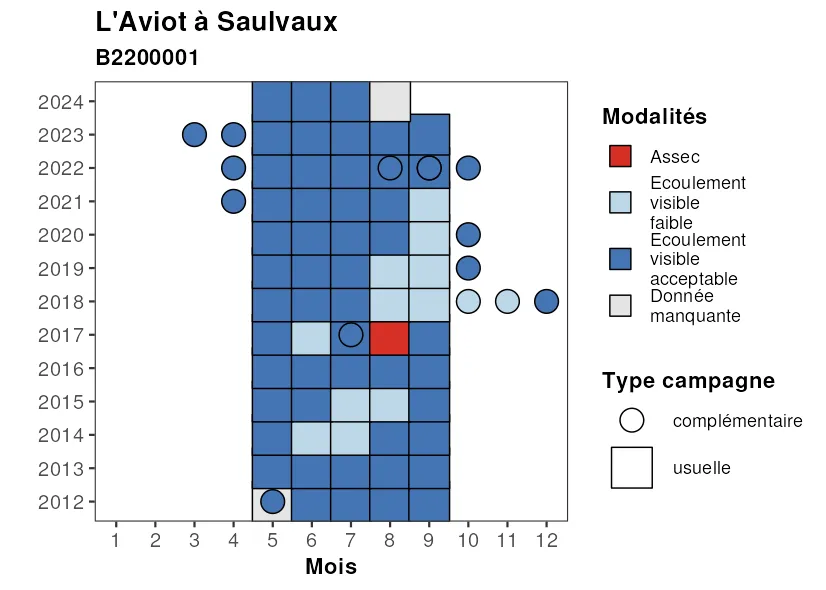 L'Aviot à Saulvaux
B2200001
2024
2023
2022
2021
2020
2019
2018
2017
2016
2015
2014
2013
2012
1 2 3 4 5 6 7 8 9 10 11 12
Mois
Modalités
Assec
Ecoulement
visible
faible
Ecoulement
visible
acceptable
Donnée
manquante
Type campagne
complémentaire
usuelle